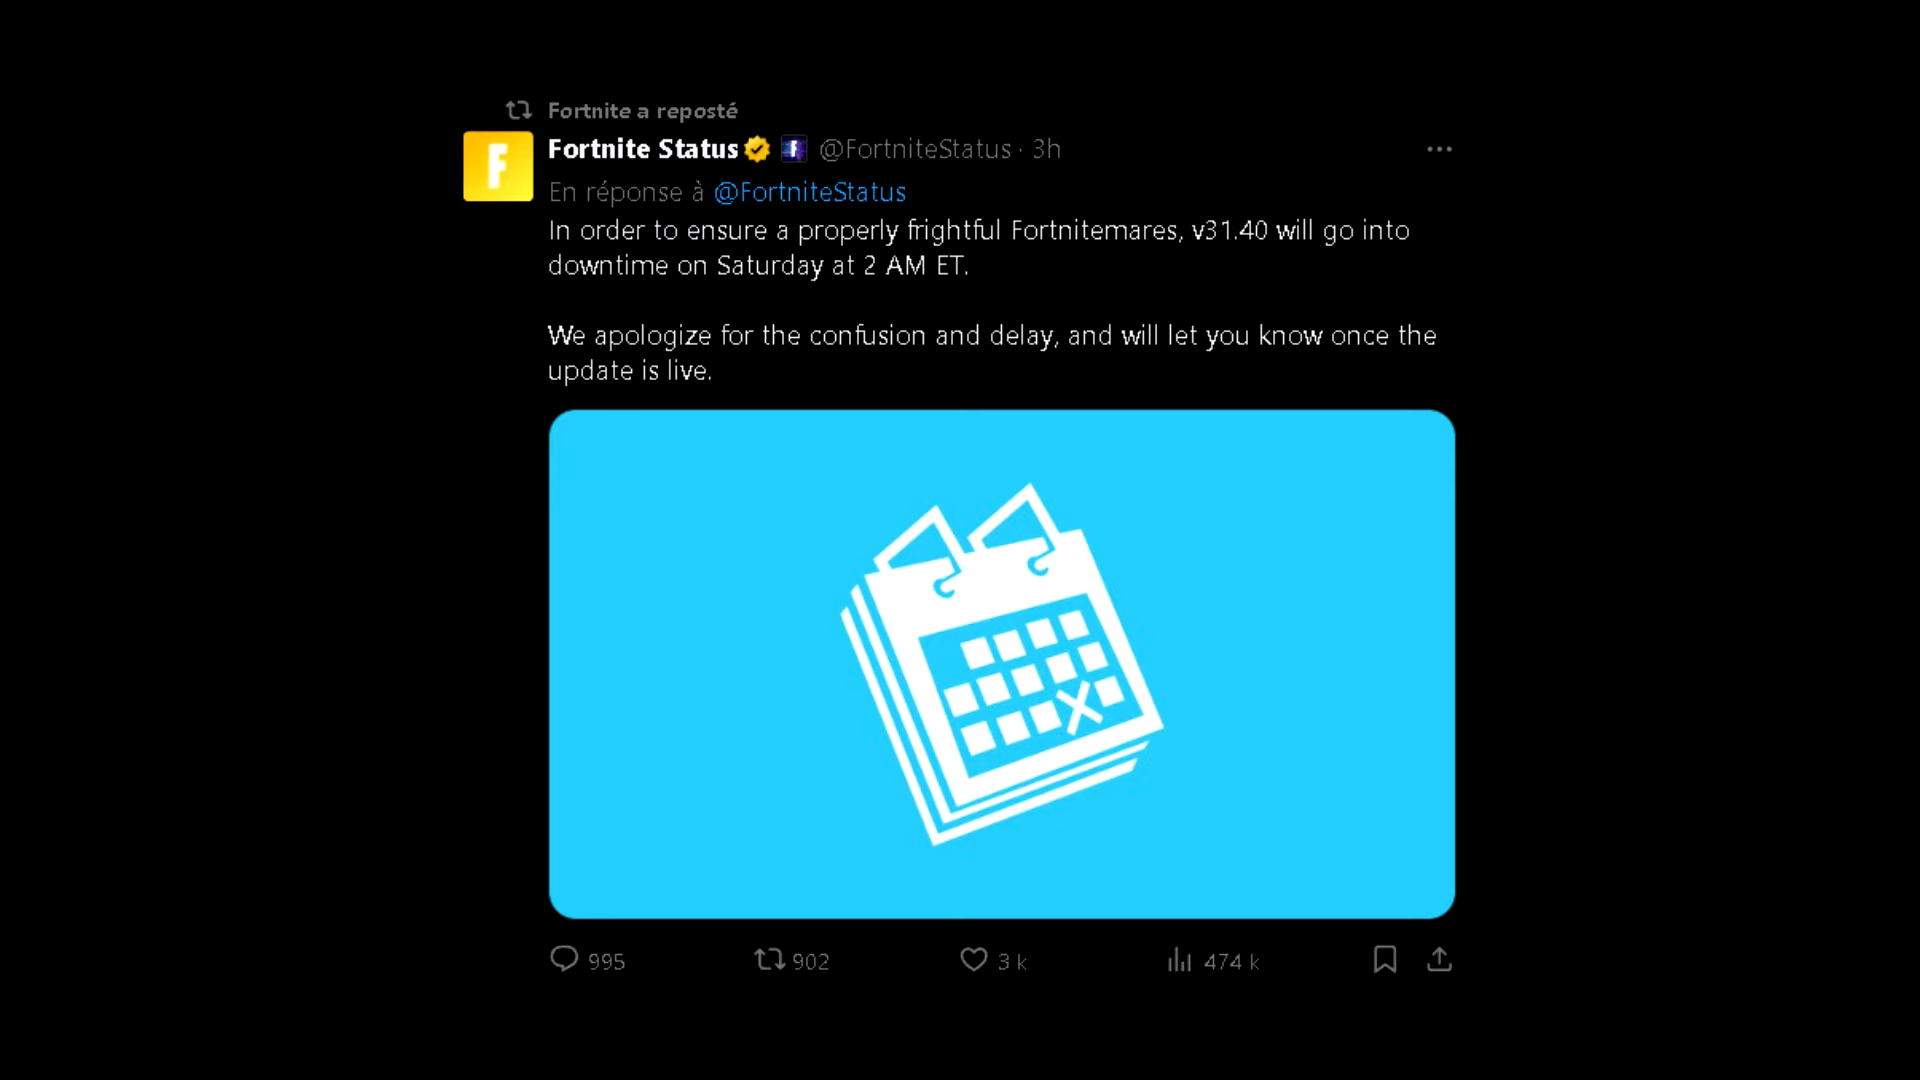 Fortnite a reposté
Fortnite Status @FortniteStatus · 3h
En réponse à @FortniteStatus
In order to ensure a properly frightful Fortnitemares, v31.40 will go into
downtime on Saturday at 2 AM ET.
We apologize for the confusion and delay, and will let you know once the
update is live.
995 902 3 k 474 k